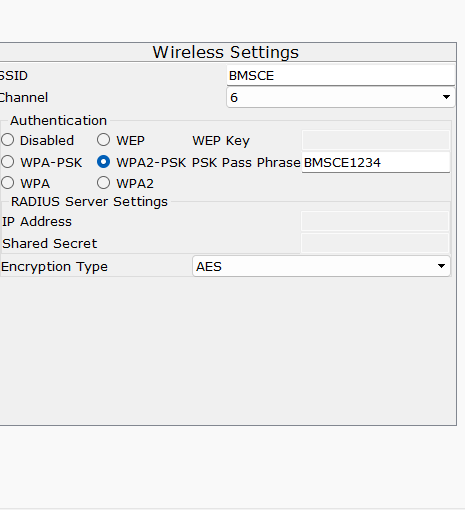 Wireless Settings
SSID BMSCE
Channel 6
Authentication
Disabled WEP WEP Key
WPA-PSK WPA2-PSK PSK Pass Phrase BMSCE1234
WPA WPA2
RADIUS Server Settings
IP Address
Shared Secret
Encryption Type AES